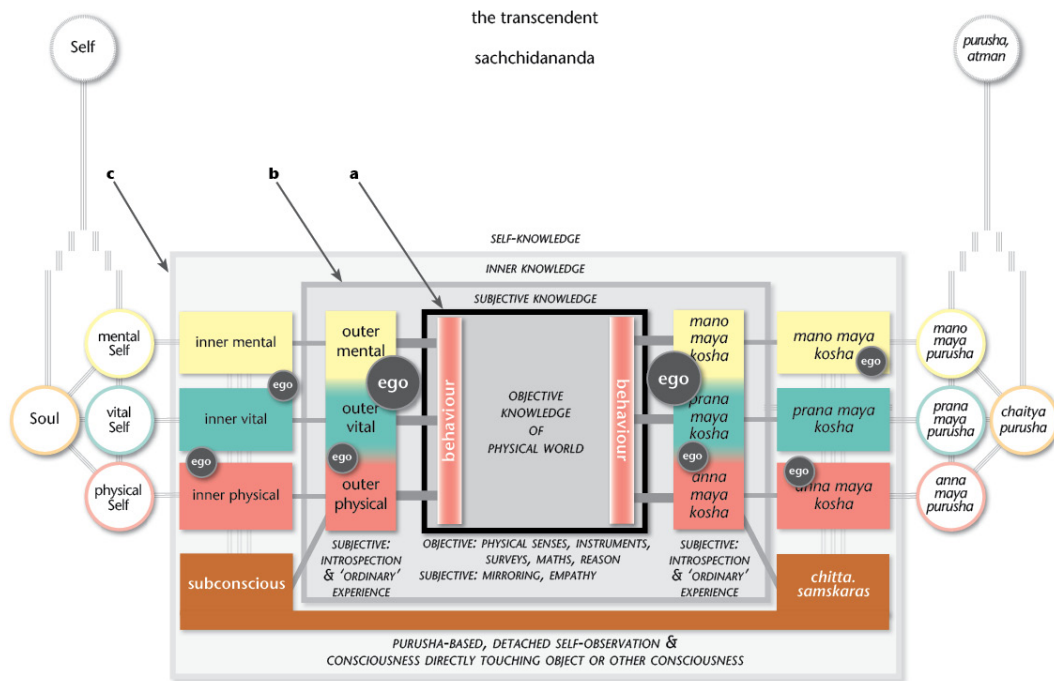 the transcendent
sachchidananda
Self
purusha,
atman
c
b
a
SELF-KNOWLEDGE
INNER KNOWLEDGE
SUBJECTIVE KNOWLEDGE
mental
Self
vital
Self
physical
Self
Soul
inner mental
inner vital
inner physical
ego
ego
subconscious
outer
mental
outer
vital
outer
physical
ego
ego
behaviour
OBJECTIVE
KNOWLEDGE
OF
PHYSICAL WORLD
behaviour
mano
maya
kosha
prana
maya
kosha
anna
maya
kosha
ego
ego
mano maya
kosha
prana maya
kosha
anna maya
kosha
ego
ego
chitta.
samskaras
mano
maya
purusha
prana
maya
purusha
anna
maya
purusha
chaitya
purusha
SUBJECTIVE:
INTROSPECTION
& ‘ORDINARY’
EXPERIENCE
OBJECTIVE: PHYSICAL SENSES, INSTRUMENTS,
SURVEYS, MATHS, REASON
SUBJECTIVE: MIRRORING, EMPATHY
SUBJECTIVE:
INTROSPECTION
& ‘ORDINARY’
EXPERIENCE
PURUSHA-BASED, DETACHED SELF-OBSERVATION &
CONSCIOUSNESS DIRECTLY TOUCHING OBJECT OR OTHER CONSCIOUSNESS